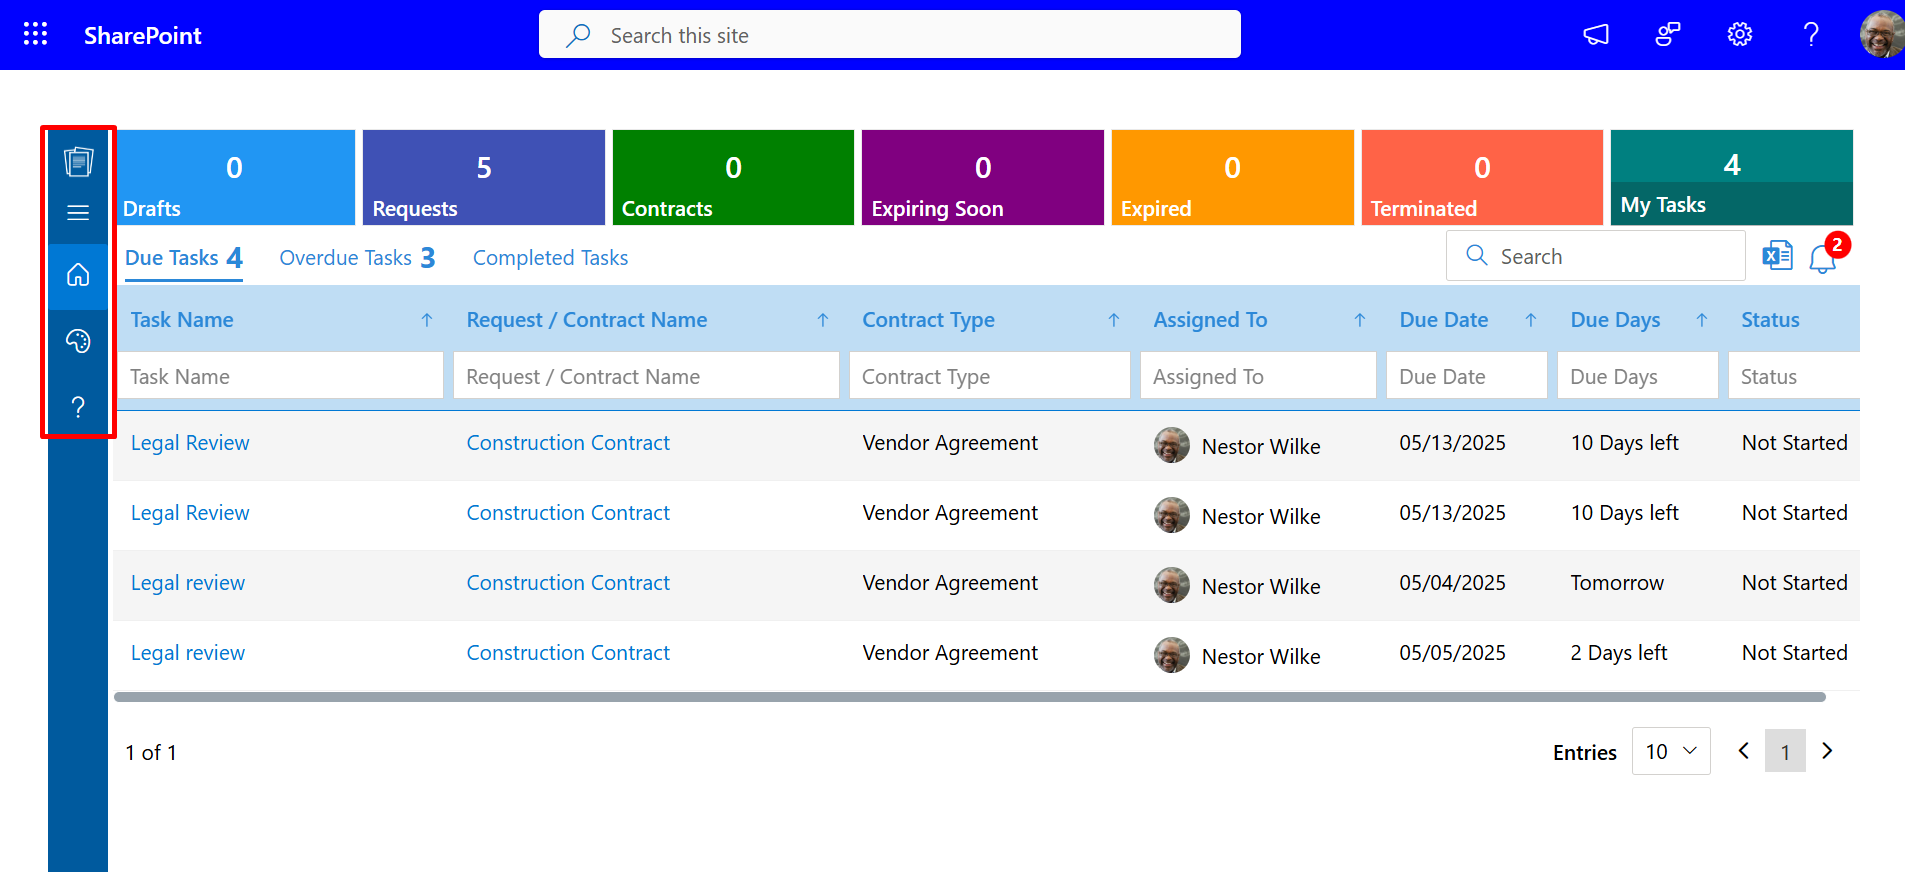 SharePoint
Search this site
0
Drafts
5
Requests
0
Contracts
0
Expiring Soon
0
Expired
0
Terminated
4
My Tasks
Due Tasks 4 Overdue Tasks 3 Completed Tasks
Search
2
Task Name Request / Contract Name Contract Type Assigned To Due Date Due Days Status
Task Name Request / Contract Name Contract Type Assigned To Due Date Due Days Status
Legal Review Construction Contract Vendor Agreement Nestor Wilke 05/13/2025 10 Days left Not Started
Legal Review Construction Contract Vendor Agreement Nestor Wilke 05/13/2025 10 Days left Not Started
Legal review Construction Contract Vendor Agreement Nestor Wilke 05/04/2025 Tomorrow Not Started
Legal review Construction Contract Vendor Agreement Nestor Wilke 05/05/2025 2 Days left Not Started
1 of 1 Entries 10 1